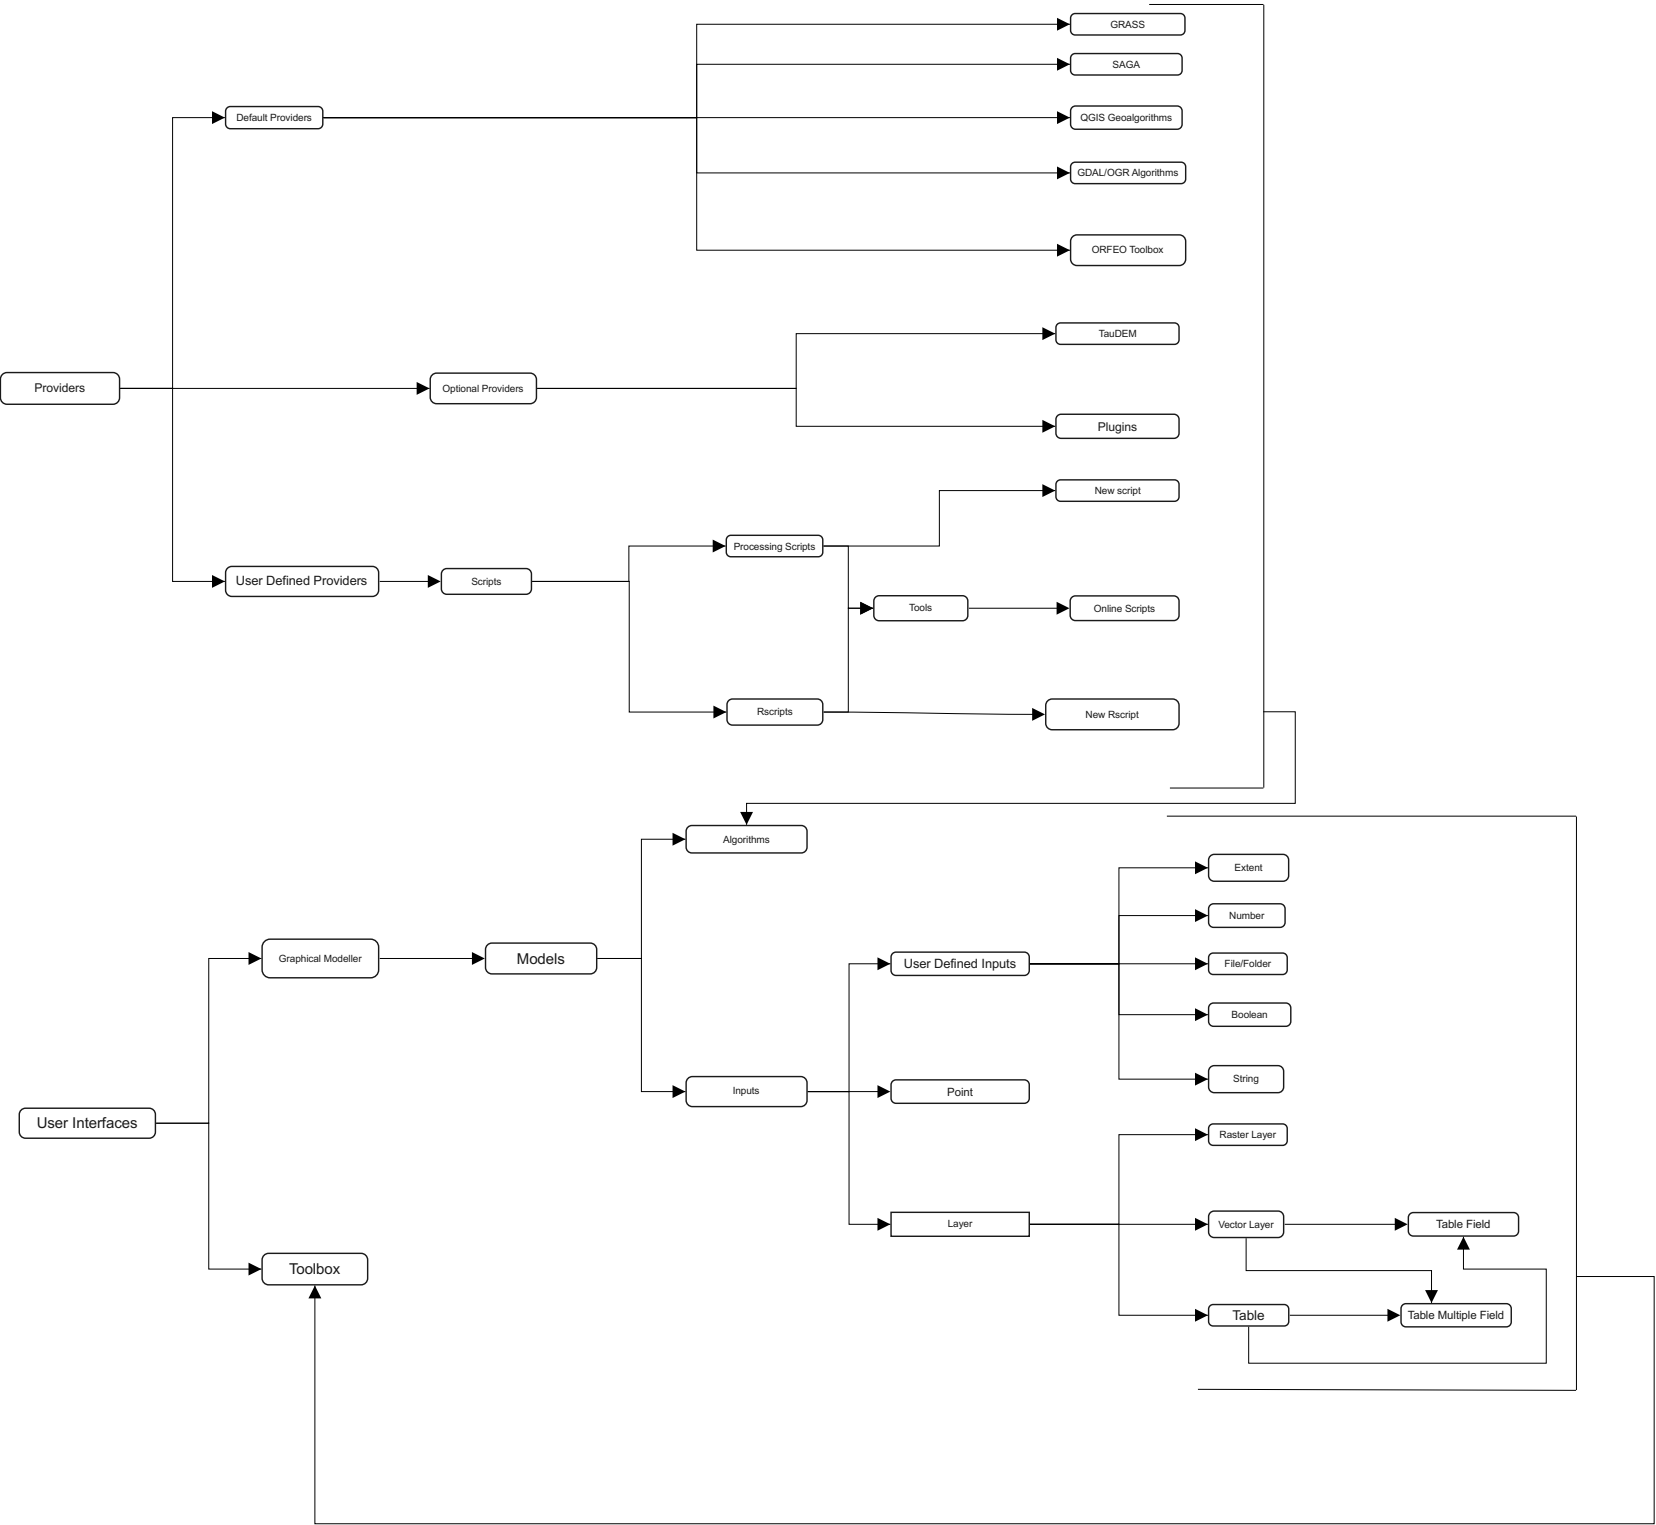 GRASS
SAGA
Default Providers
QGIS Geoalgorithms
GDAL/OGR Algorithms
ORFEO Toolbox
TauDEM
Providers
Optional Providers
Plugins
New script
Processing Scripts
User Defined Providers
Scripts
Tools
Online Scripts
Rscripts
New Rscript
Algorithms
Extent
Number
Graphical Modeller
Models
User Defined Inputs
File/Folder
Boolean
String
Inputs
Point
User Interfaces
Raster Layer
Layer
Vector Layer
Table Field
Toolbox
Table
Table Multiple Field